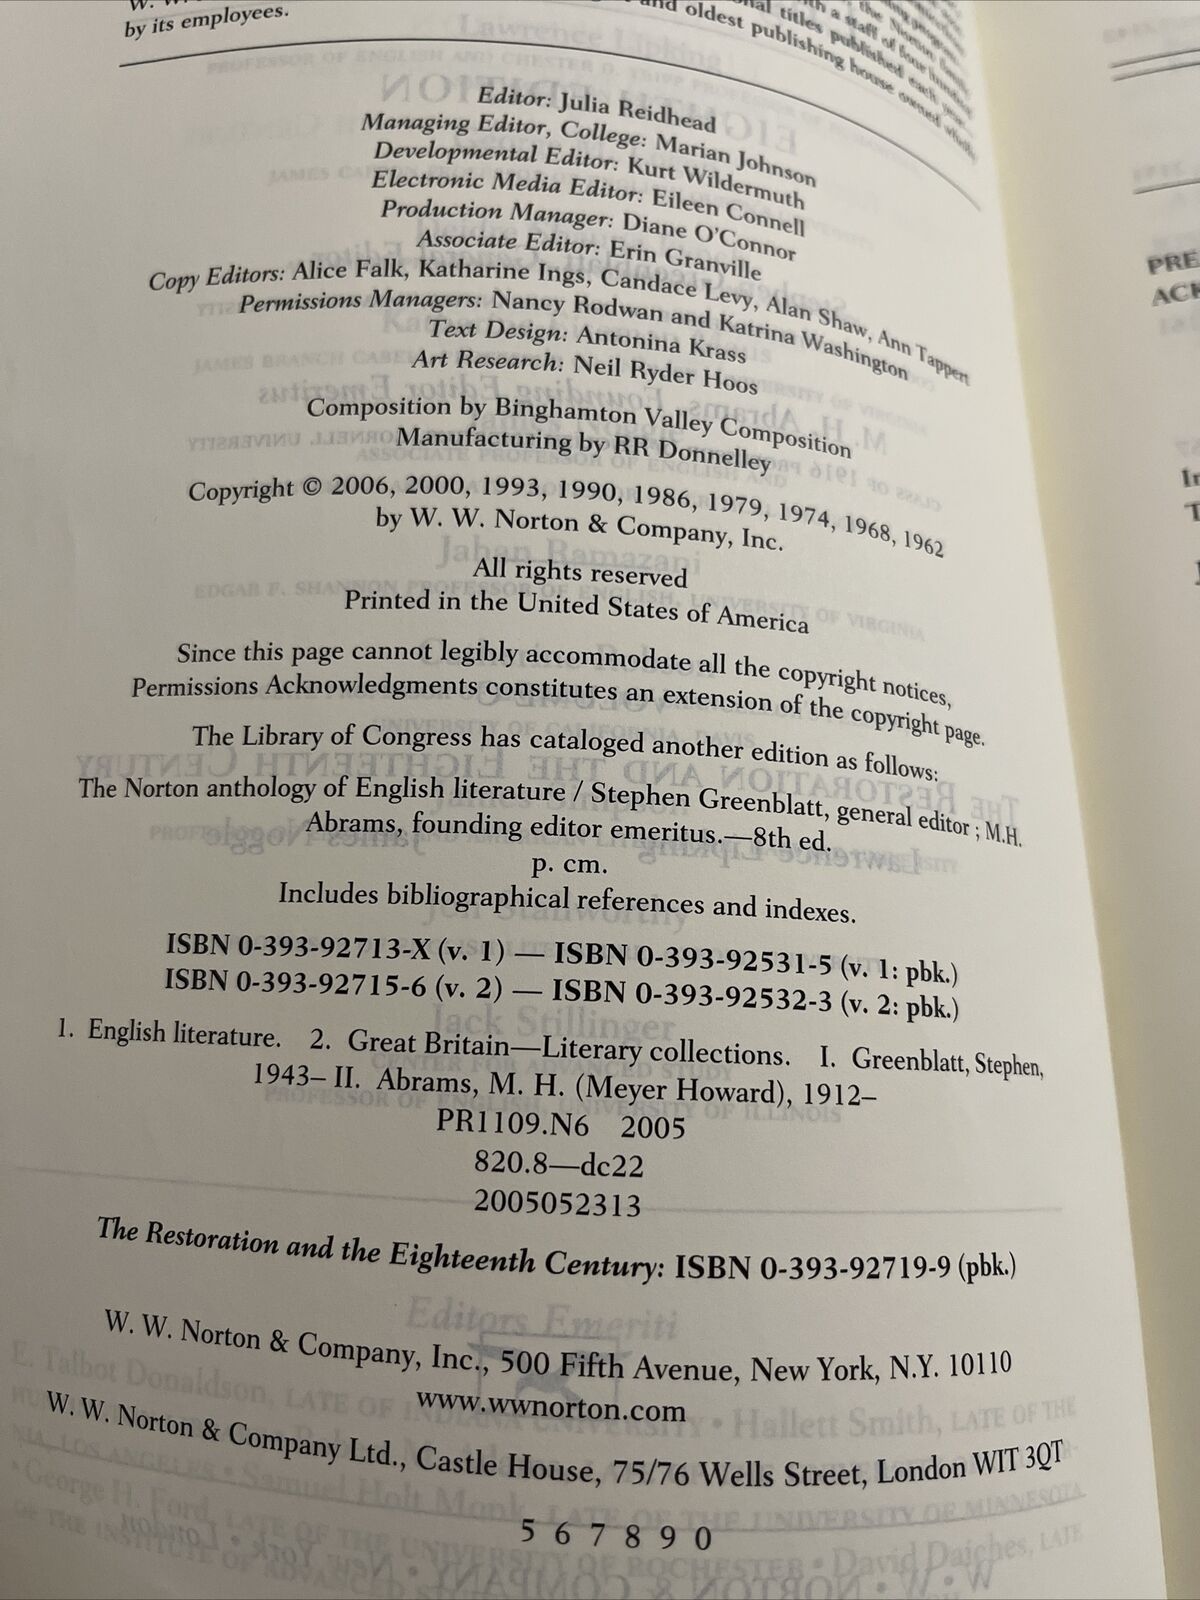 by its employees.
and oldest publishing house owned wholly
Editor: Julia Reidhead
Managing Editor, College: Marian Johnson
Developmental Editor: Kurt Wildermuth
Electronic Media Editor: Eileen Connell
Production Manager: Diane O'Connor
Associate Editor: Erin Granville
Copy Editors: Alice Falk, Katharine Ings, Candace Levy, Alan Shaw, Ann Tappert
Permissions Managers: Nancy Rodwan and Katrina Washington
Text Design: Antonina Krass
Art Research: Neil Ryder Hoos
Composition by Binghamton Valley Composition
Manufacturing by RR Donnelley
Copyright © 2006, 2000, 1993, 1990, 1986, 1979, 1974, 1968, 1962
by W. W. Norton & Company, Inc.
All rights reserved
Printed in the United States of America
Since this page cannot legibly accommodate all the copyright notices,
Permissions Acknowledgments constitutes an extension of the copyright page.
The Library of Congress has cataloged another edition as follows:
The Norton anthology of English literature / Stephen Greenblatt, general editor ; M.H.
Abrams, founding editor emeritus.—8th ed.
p. cm.
Includes bibliographical references and indexes.
ISBN 0-393-92713-X (v. 1) — ISBN 0-393-92531-5 (v. 1: pbk.)
ISBN 0-393-92715-6 (v. 2) — ISBN 0-393-92532-3 (v. 2: pbk.)
1. English literature. 2. Great Britain—Literary collections. I. Greenblatt, Stephen,
1943– II. Abrams, M. H. (Meyer Howard), 1912–
PR1109.N6 2005
820.8—dc22
2005052313
The Restoration and the Eighteenth Century: ISBN 0-393-92719-9 (pbk.)
W. W. Norton & Company, Inc., 500 Fifth Avenue, New York, N.Y. 10110
www.wwnorton.com
W. W. Norton & Company Ltd., Castle House, 75/76 Wells Street, London WIT 3QT
5 6 7 8 9 0
PRE
ACK